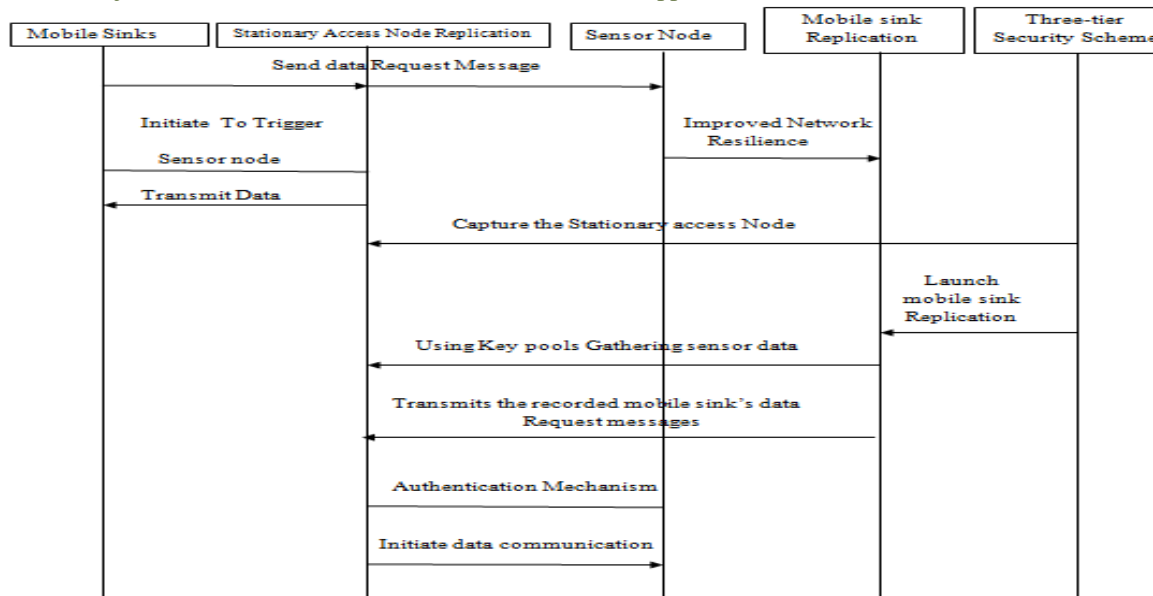 Mobile Sinks
Stationary Access Node Replication
Sensor Node
Mobile sink
Replication
Three-tier
Security Scheme
Send data Request Message
Initiate To Trigger
Improved Network
Resilience
Sensor node
Transmit Data
Capture the Stationary access Node
Launch
mobile sink
Replication
Using Key pools Gathering sensor data
Transmits the recorded mobile sink's data
Request messages
Authentication Mechanism
Initiate data communication